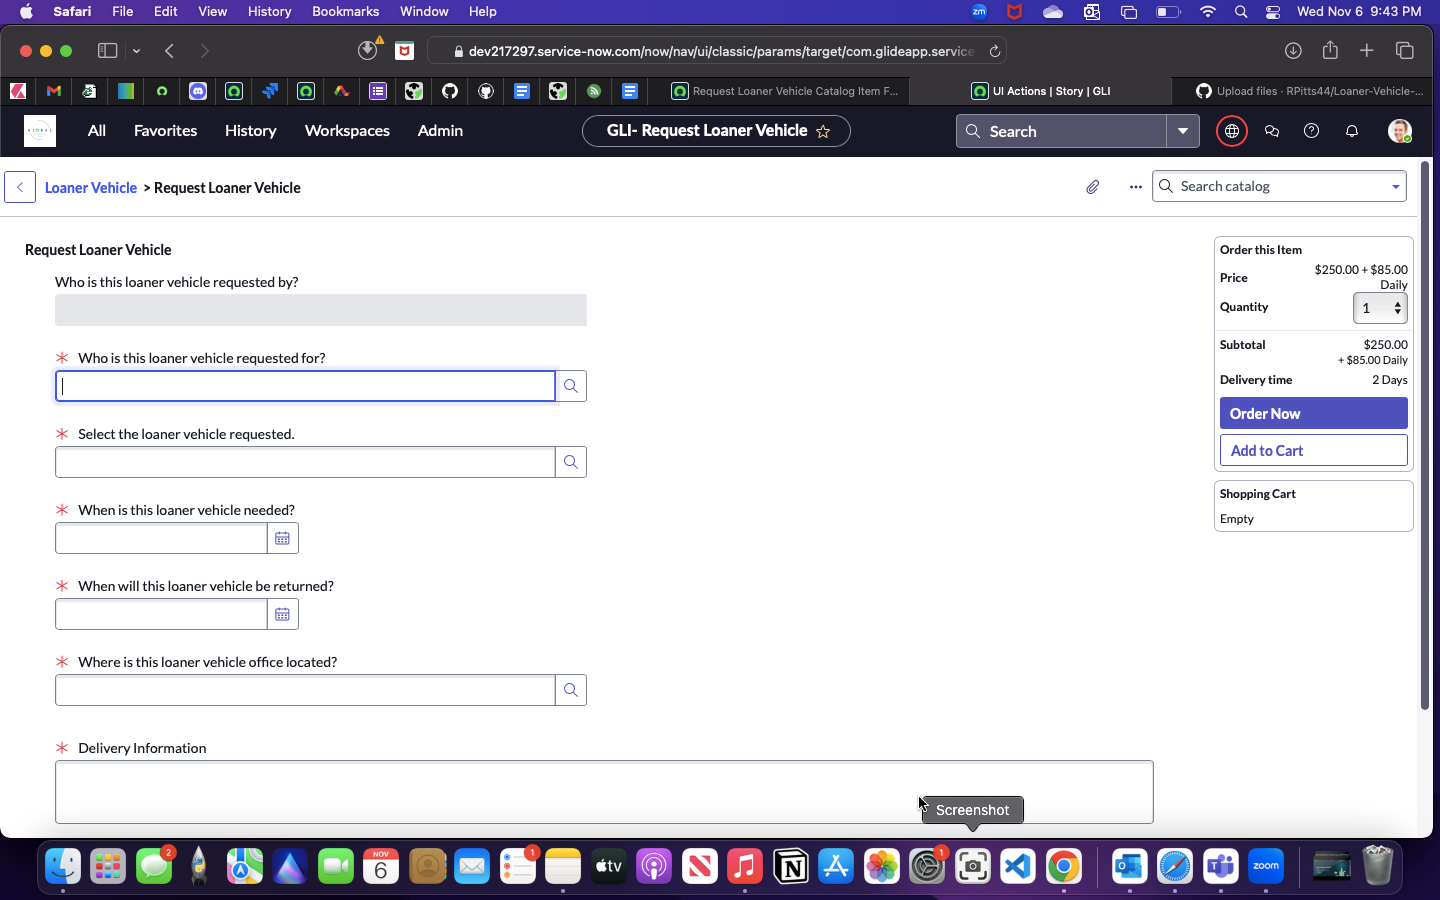 Safari File Edit View History Bookmarks Window Help zm Wed Nov 6 9:43 PM
dev217297.service-now.com/now/nav/ui/classic/params/target/com.glideapp.service
Request Loaner Vehicle Catalog Item F... UI Actions | Story | GLI Upload files · RPitts44/Loaner-Vehicle-...
GLOBAL All Favorites History Workspaces Admin GLI- Request Loaner Vehicle Search
Loaner Vehicle > Request Loaner Vehicle Search catalog
Request Loaner Vehicle
Who is this loaner vehicle requested by?
Who is this loaner vehicle requested for?
Select the loaner vehicle requested.
When is this loaner vehicle needed?
When will this loaner vehicle be returned?
Where is this loaner vehicle office located?
Delivery Information
Order this Item
Price $250.00 + $85.00
Daily
Quantity 1
Subtotal $250.00
+ $85.00 Daily
Delivery time 2 Days
Order Now
Add to Cart
Shopping Cart
Empty
Screenshot
2 NOV 6 1 tv 1 zoom